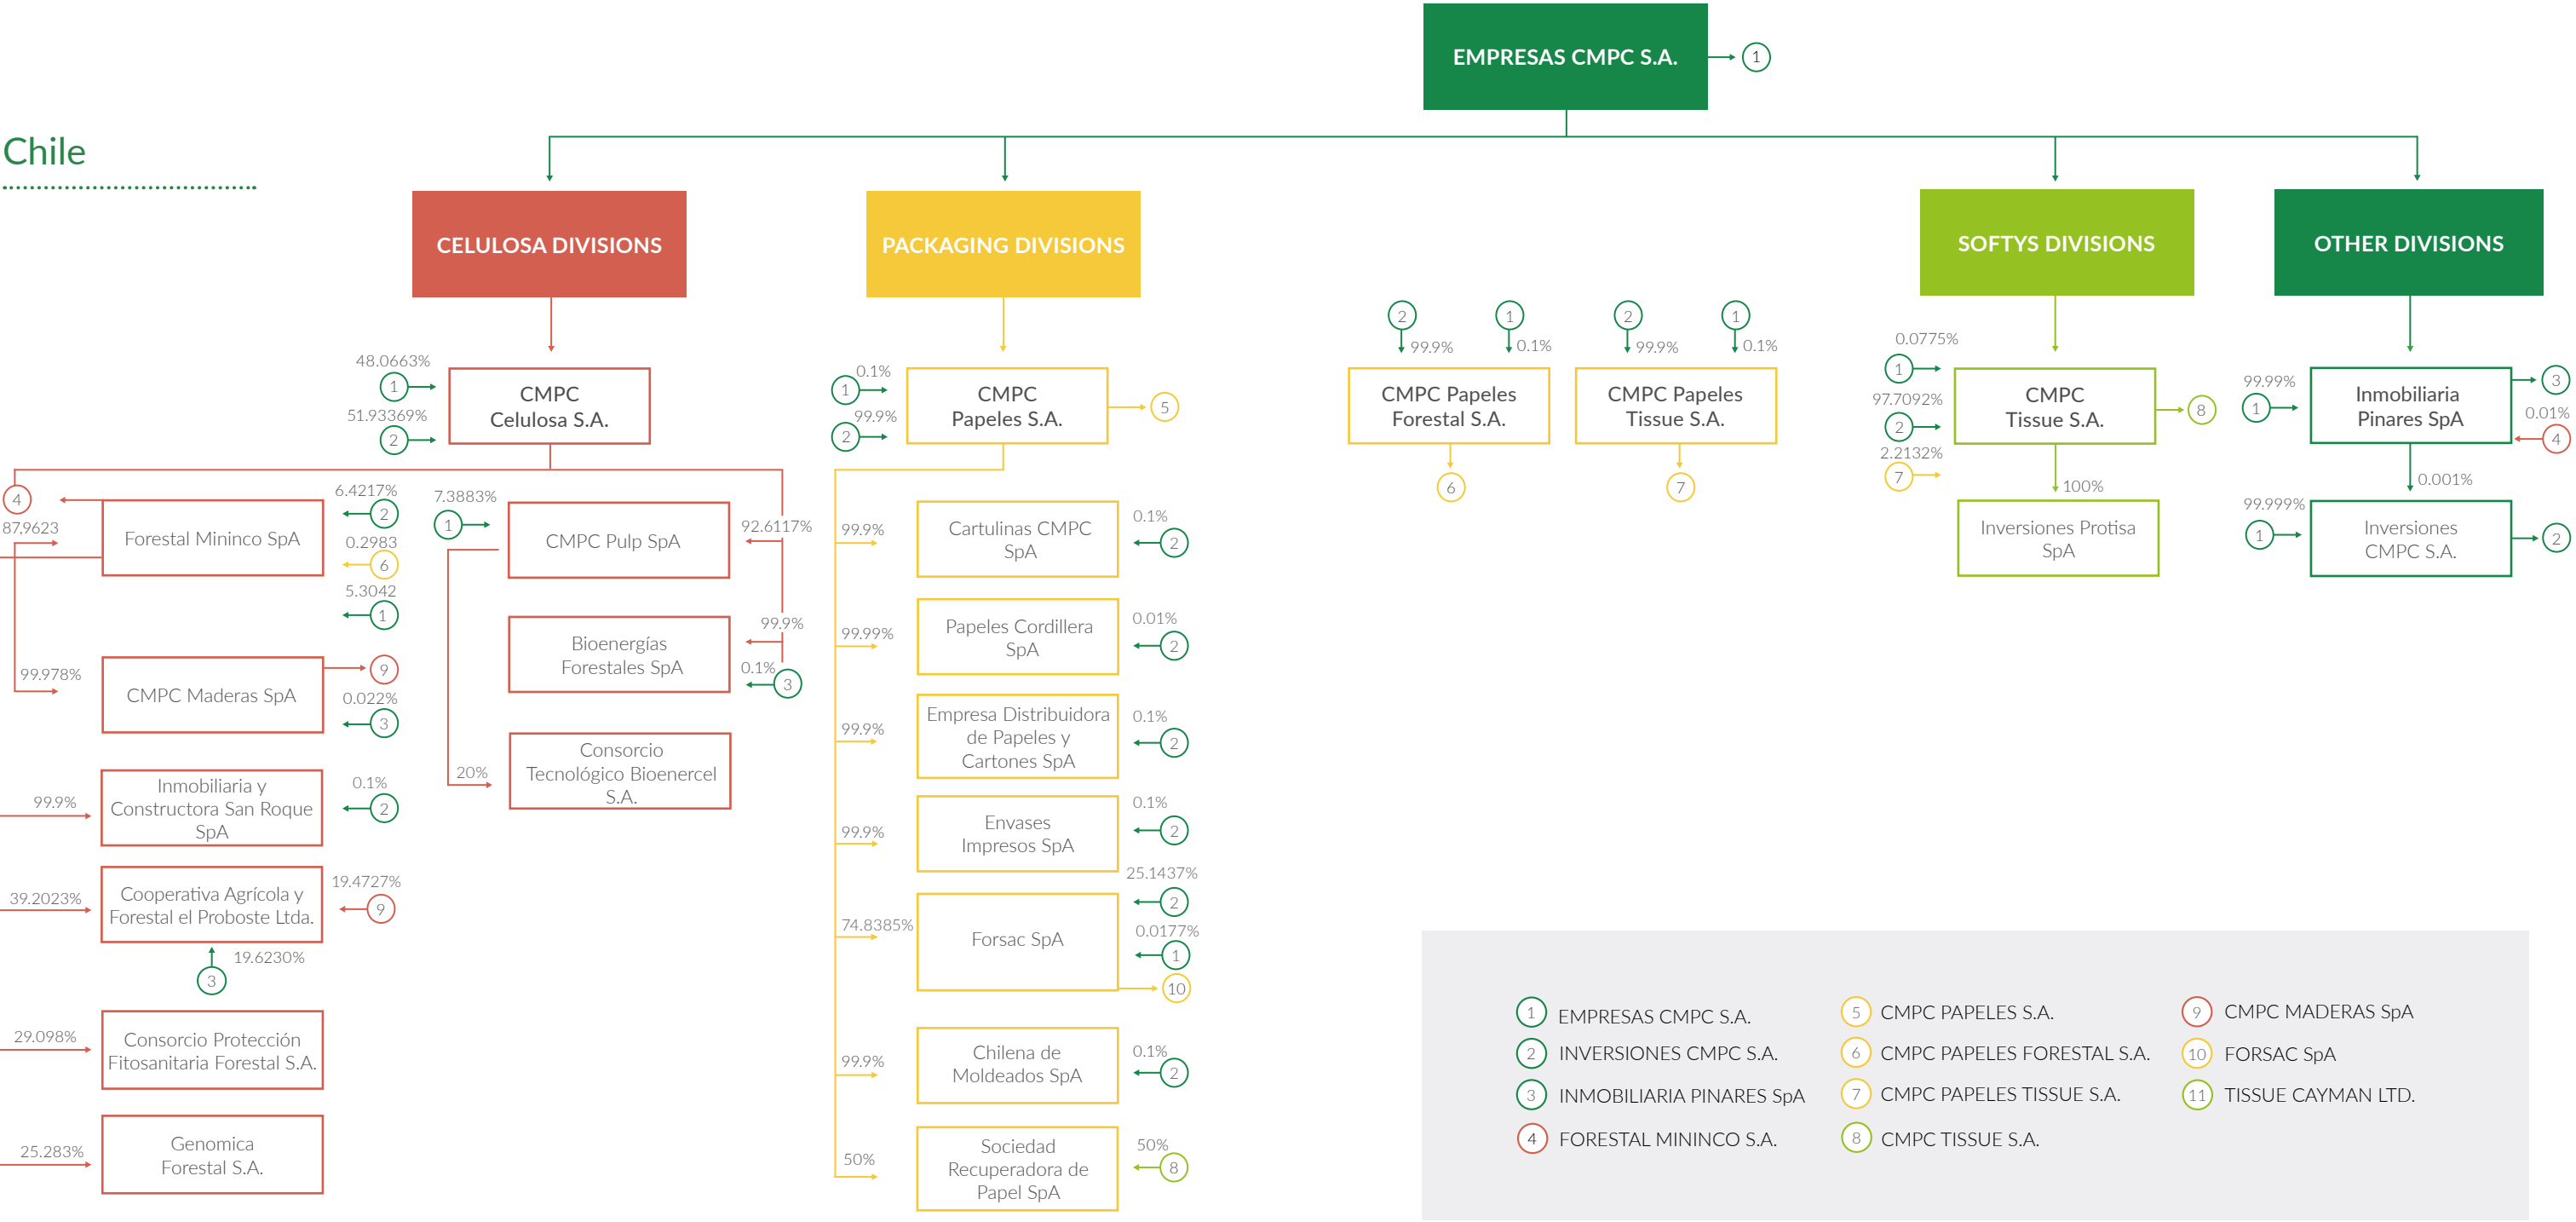 EMPRESAS CMPC S.A.
1
Chile
CELULOSA DIVISIONS
PACKAGING DIVISIONS
SOFTYS DIVISIONS
OTHER DIVISIONS
48.0663%
1
51.93369%
2
CMPC
Celulosa S.A.
0.1%
1
99.9%
2
CMPC
Papeles S.A.
5
2
99.9%
1
0.1%
CMPC Papeles
Forestal S.A.
6
2
99.9%
1
0.1%
CMPC Papeles
Tissue S.A.
7
0.0775%
1
97.7092%
2
2.2132%
7
CMPC
Tissue S.A.
8
100%
Inversiones Protisa
SpA
99.99%
1
Inmobiliaria
Pinares SpA
3
0.01%
4
0.001%
99.999%
1
Inversiones
CMPC S.A.
2
4
87,9623
Forestal Mininco SpA
6.4217%
2
0.2983
6
5.3042
1
99.978%
CMPC Maderas SpA
9
0.022%
3
99.9%
Inmobiliaria y
Constructora San Roque
SpA
0.1%
2
39.2023%
Cooperativa Agrícola y
Forestal el Proboste Ltda.
19.4727%
9
3
19.6230%
29.098%
Consorcio Protección
Fitosanitaria Forestal S.A.
25.283%
Genomica
Forestal S.A.
7.3883%
1
CMPC Pulp SpA
92.6117%
Bioenergías
Forestales SpA
99.9%
0.1%
3
20%
Consorcio
Tecnológico Bioenercel
S.A.
99.9%
Cartulinas CMPC
SpA
0.1%
2
99.99%
Papeles Cordillera
SpA
0.01%
2
99.9%
Empresa Distribuidora
de Papeles y
Cartones SpA
0.1%
2
99.9%
Envases
Impresos SpA
0.1%
2
74.8385%
Forsac SpA
25.1437%
2
0.0177%
1
10
99.9%
Chilena de
Moldeados SpA
0.1%
2
50%
Sociedad
Recuperadora de
Papel SpA
50%
8
1 EMPRESAS CMPC S.A.
2 INVERSIONES CMPC S.A.
3 INMOBILIARIA PINARES SpA
4 FORESTAL MININCO S.A.
5 CMPC PAPELES S.A.
6 CMPC PAPELES FORESTAL S.A.
7 CMPC PAPELES TISSUE S.A.
8 CMPC TISSUE S.A.
9 CMPC MADERAS SpA
10 FORSAC SpA
11 TISSUE CAYMAN LTD.